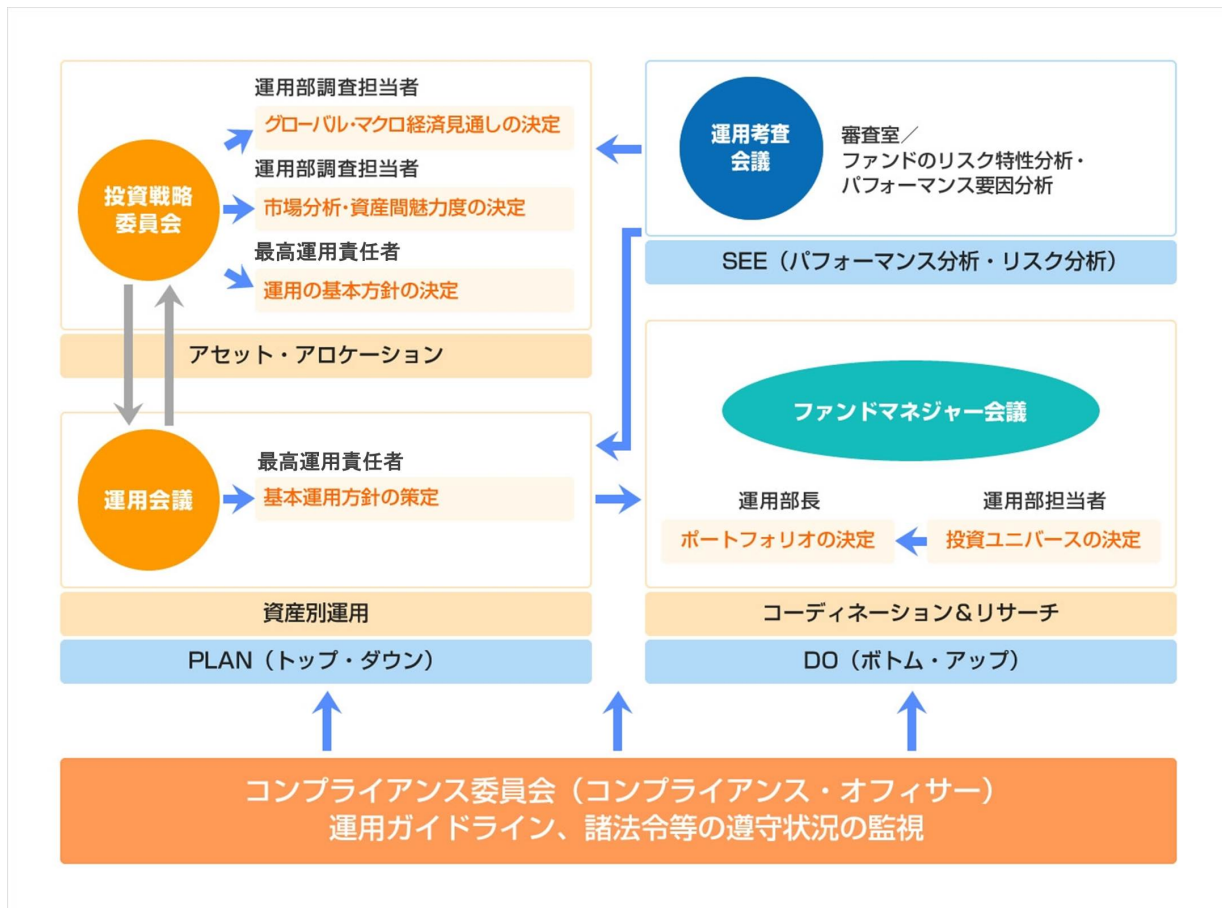 投資戦略
委員会
運用部調査担当者
グローバル・マクロ経済見通しの決定
運用部調査担当者
市場分析・資産間魅力度の決定
最高運用責任者
運用の基本方針の決定
アセット・アロケーション
運用会議
最高運用責任者
基本運用方針の策定
資産別運用
PLAN（トップ・ダウン）
運用考査
会議
審査室／
ファンドのリスク特性分析・
パフォーマンス要因分析
SEE（パフォーマンス分析・リスク分析）
ファンドマネジャー会議
運用部長
ポートフォリオの決定
運用部担当者
投資ユニバースの決定
コーディネーション＆リサーチ
DO（ボトム・アップ）
コンプライアンス委員会（コンプライアンス・オフィサー）
運用ガイドライン、諸法令等の遵守状況の監視